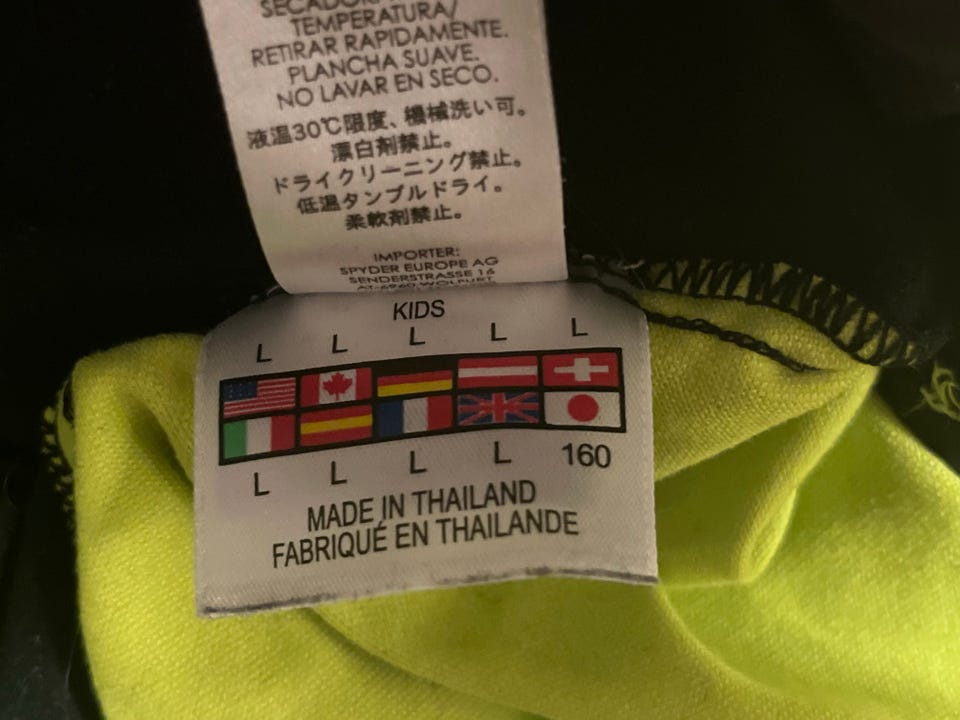 TEMPERATURA/
RETIRAR RAPIDAMENTE.
PLANCHA SUAVE.
NO LAVAR EN SECO.
液温30℃限度、機械洗い可。
漂白剤禁止。
ドライクリーニング禁止。
低温タンブルドライ。
柔軟剤禁止。
IMPORTER:
SPYDER EUROPE AG
SENDERSTRASSE 16
AT-6960 WOLFURT
KIDS
L L L L L
L L L L 160
MADE IN THAILAND
FABRIQUÉ EN THAILANDE